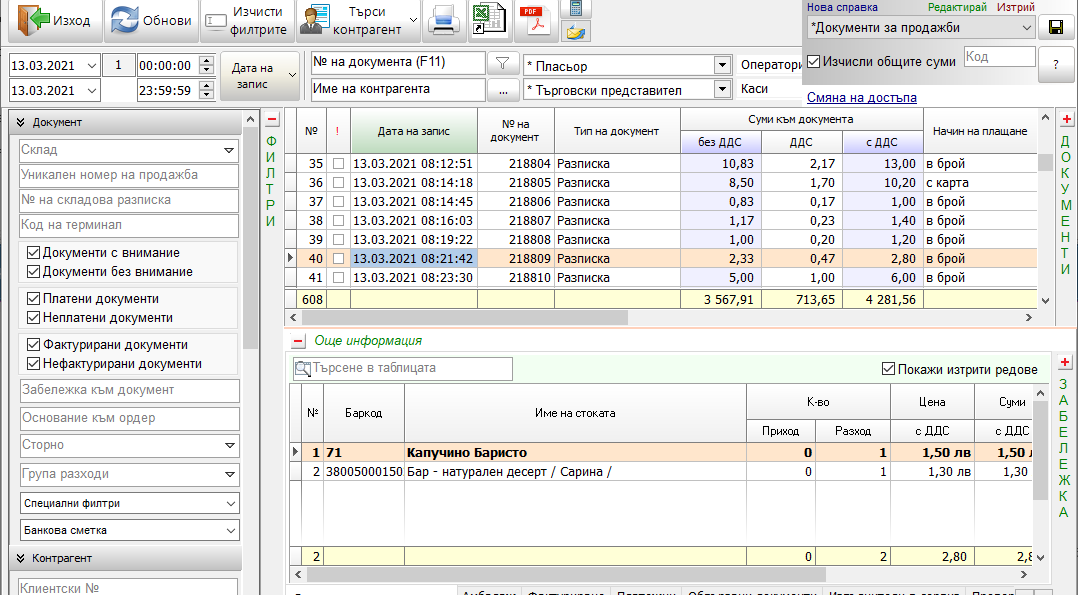 Изход Обнови Изчисти филтрите Търси контрагент PDF
Нова справка Редактирай Изтрий
*Документи за продажби
Изчисли общите суми Код ?
Смяна на достъпа
13.03.2021 1 00:00:00 Дата на запис № на документа (F11) * Пласьор Оператори
13.03.2021 23:59:59 Име на контрагента ... * Търговски представител Каси
Документ
Склад
Уникален номер на продажба
№ на складова разписка
Код на терминал
Документи с внимание
Документи без внимание
Платени документи
Неплатени документи
Фактурирани документи
Нефактурирани документи
Забележка към документ
Основание към ордер
Сторно
Група разходи
Специални филтри
Банкова сметка
Контрагент
Клиентски №
ФИЛТРИ
№ ! Дата на запис № на документ Тип на документ Суми към документа Начин на плащане
без ДДС ДДС с ДДС
35 13.03.2021 08:12:51 218804 Разписка 10,83 2,17 13,00 в брой
36 13.03.2021 08:14:18 218805 Разписка 8,50 1,70 10,20 с карта
37 13.03.2021 08:14:45 218806 Разписка 0,83 0,17 1,00 в брой
38 13.03.2021 08:16:03 218807 Разписка 1,17 0,23 1,40 в брой
39 13.03.2021 08:19:22 218808 Разписка 1,00 0,20 1,20 в брой
40 13.03.2021 08:21:42 218809 Разписка 2,33 0,47 2,80 в брой
41 13.03.2021 08:23:30 218810 Разписка 5,00 1,00 6,00 в брой
608 3 567,91 713,65 4 281,56
ДОКУМЕНТИ
Още информация
Търсене в таблицата Покажи изтрити редове
№ Баркод Име на стоката К-во Цена Суми
Приход Разход с ДДС с ДДС
1 71 Капучино Баристо 0 1 1,50 лв 1,50
2 38005000150 Бар - натурален десерт / Сарина / 0 1 1,30 лв 1,30
2 0 2 2,80
ЗАБЕЛЕЖКА